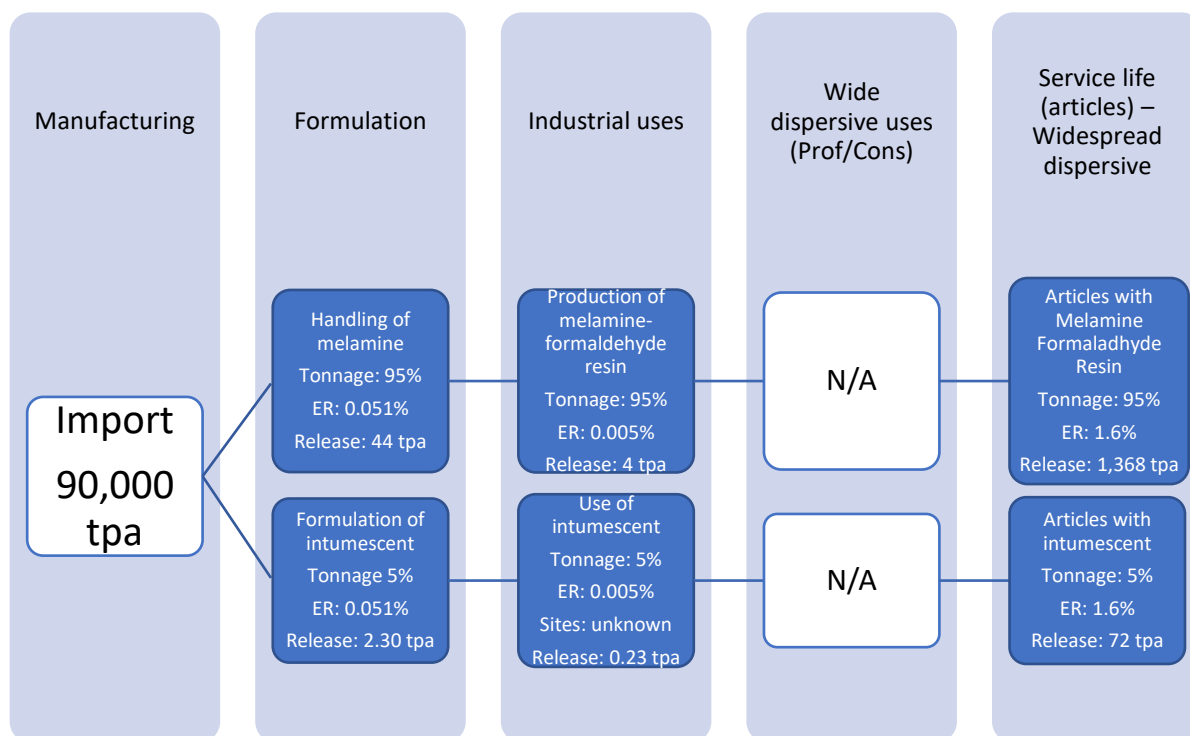 Manufacturing
Formulation
Industrial uses
Wide
dispersive uses
(Prof/Cons)
Service life
(articles) –
Widespread
dispersive
Import
90,000
tpa
Handling of
melamine
Tonnage: 95%
ER: 0.051%
Release: 44 tpa
Production of
melamine-
formaldehyde
resin
Tonnage: 95%
ER: 0.005%
Release: 4 tpa
N/A
Articles with
Melamine
Formaladhyde
Resin
Tonnage: 95%
ER: 1.6%
Release: 1,368 tpa
Formulation of
intumescent
Tonnage 5%
ER: 0.051%
Release: 2.30 tpa
Use of
intumescent
Tonnage: 5%
ER: 0.005%
Sites: unknown
Release: 0.23 tpa
N/A
Articles with
intumescent
Tonnage: 5%
ER: 1.6%
Release: 72 tpa